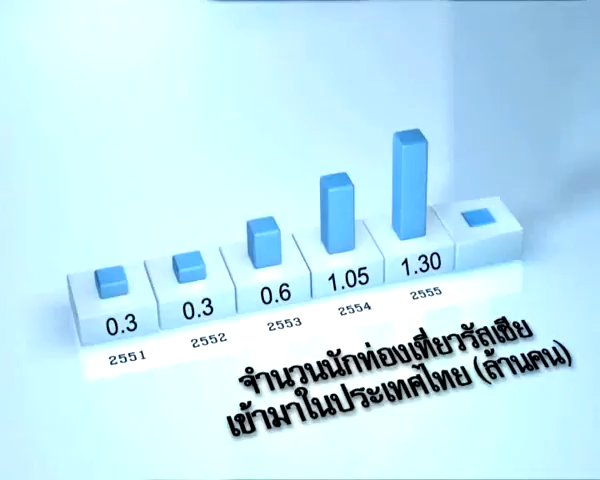 0.3 0.3 0.6 1.05 1.30
2551 2552 2553 2554 2555
จำนวนนักท่องเที่ยวรัสเซีย
เข้ามาในประเทศไทย (ล้านคน)